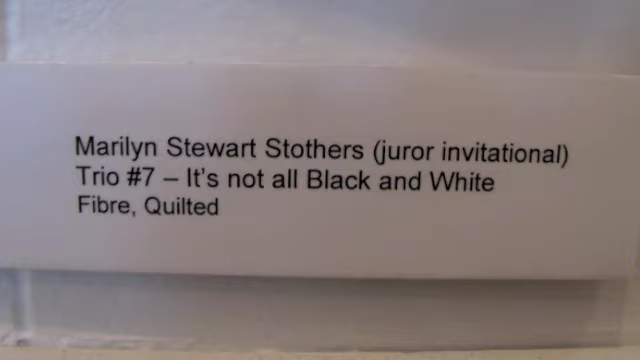 Marilyn Stewart Stothers (juror invitational)
Trio #7 – It's not all Black and White
Fibre, Quilted